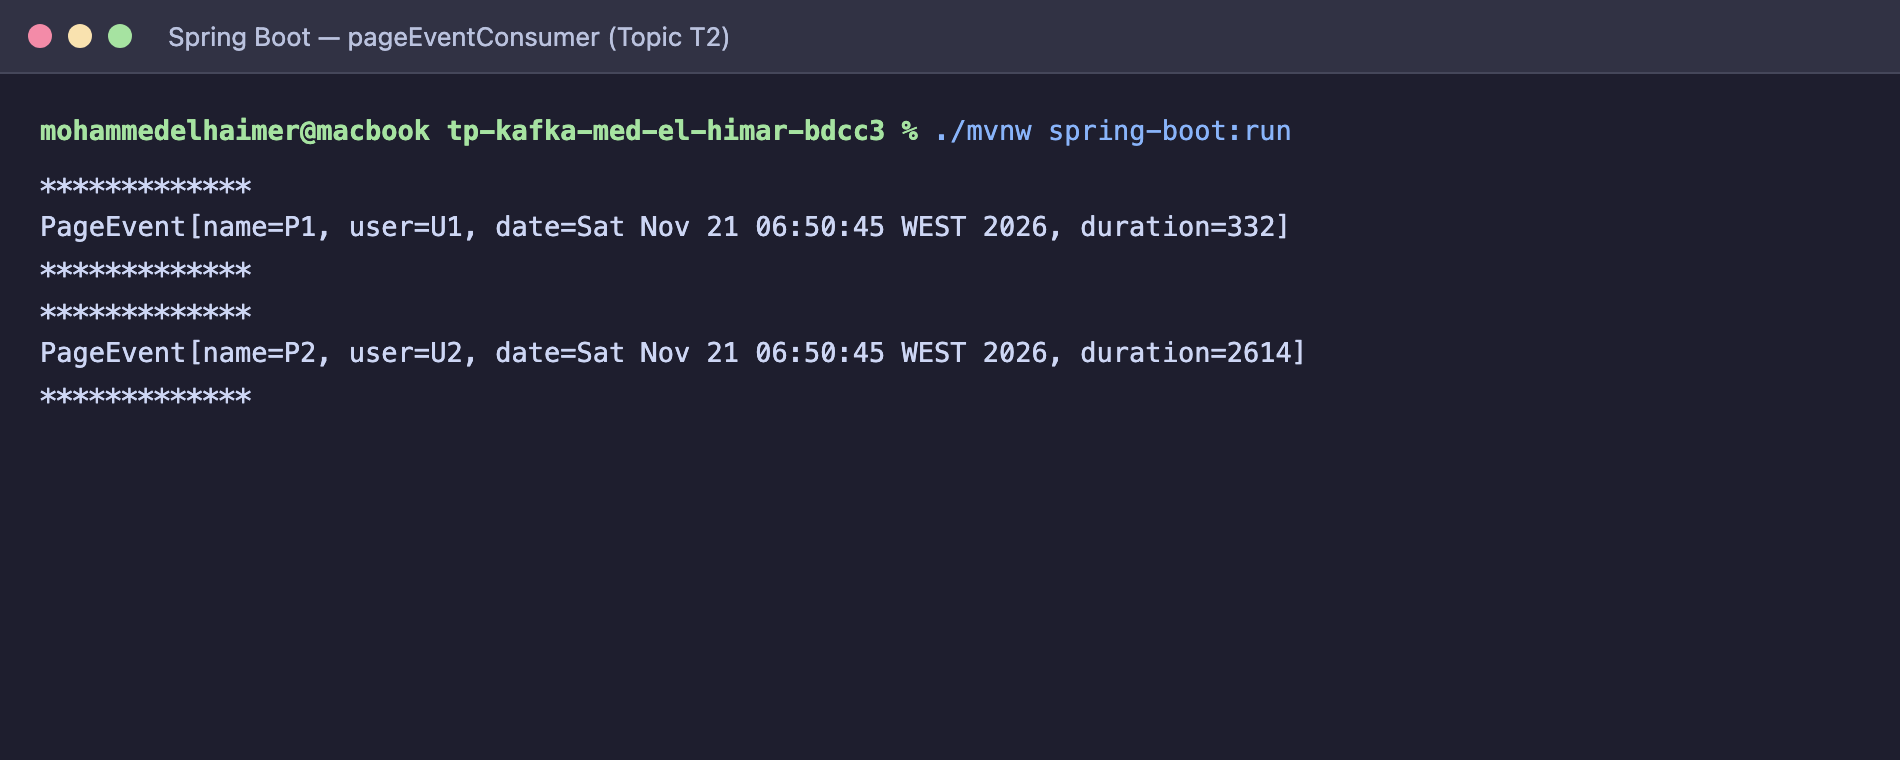 Spring Boot — pageEventConsumer (Topic T2)
mohammedelhaimer@macbook tp-kafka-med-el-himar-bdcc3 % ./mvnw spring-boot:run
*************
PageEvent[name=P1, user=U1, date=Sat Nov 21 06:50:45 WEST 2026, duration=332]
*************
*************
PageEvent[name=P2, user=U2, date=Sat Nov 21 06:50:45 WEST 2026, duration=2614]
*************